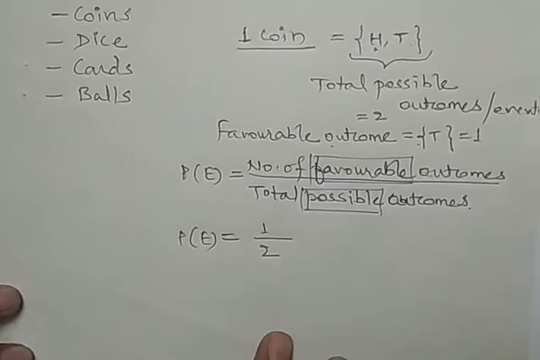 - Coins
- Dice
- Cards
- Balls
1 Coin = {H, T}
Total possible
outcomes/event
= 2
Favourable outcome = {T} = 1
P(E) = No. of favourable outcomes
Total possible outcomes.
P(E) = 1
2